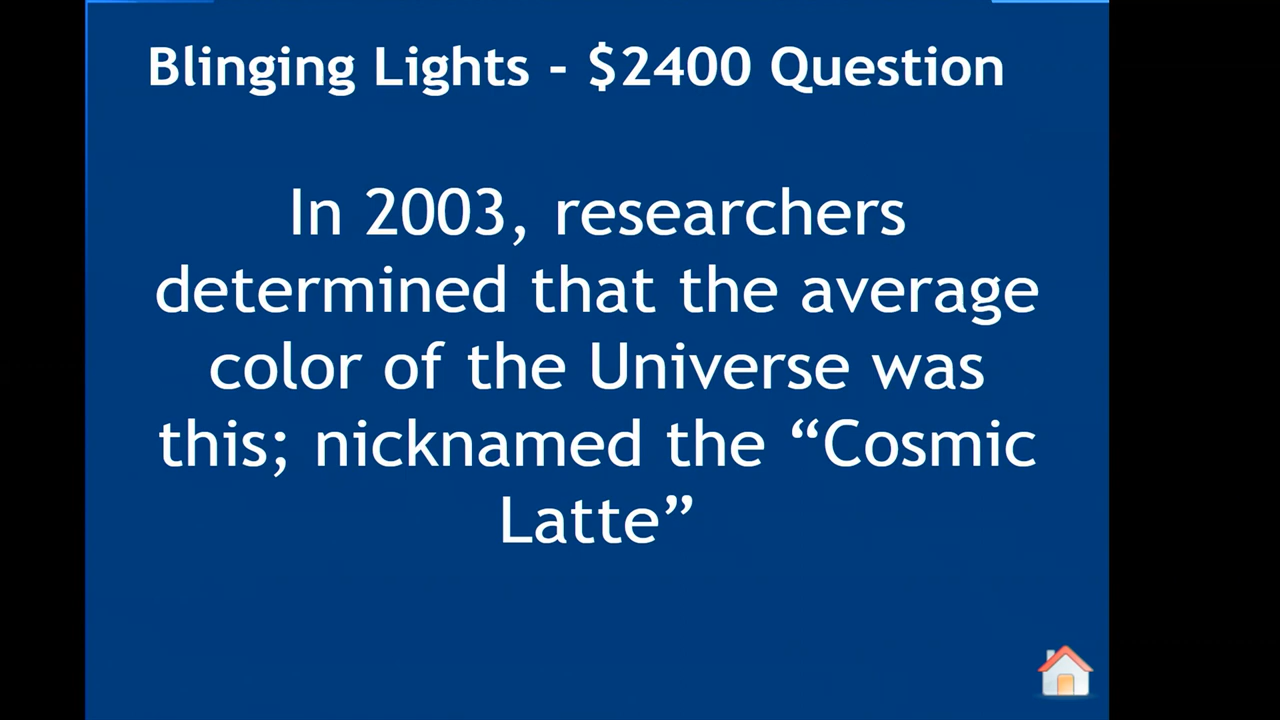 Blinging Lights - $2400 Question
In 2003, researchers
determined that the average
color of the Universe was
this; nicknamed the “Cosmic
Latte”